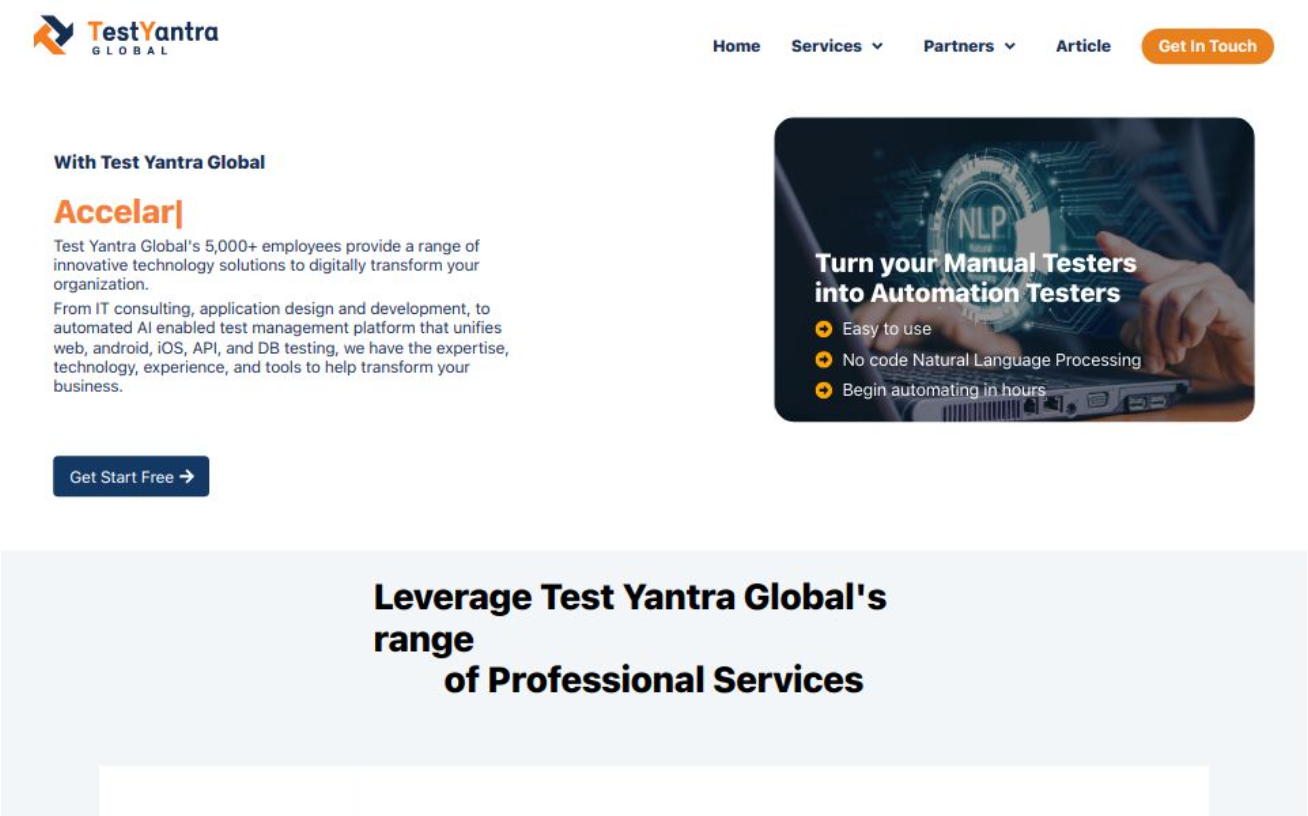 TestYantra
GLOBAL
Home
Services
Partners
Article
Get In Touch
With Test Yantra Global
Accelar|
Test Yantra Global's 5,000+ employees provide a range of
innovative technology solutions to digitally transform your
organization.
From IT consulting, application design and development, to
automated AI enabled test management platform that unifies
web, android, iOS, API, and DB testing, we have the expertise,
technology, experience, and tools to help transform your
business.
Get Start Free
NLP
Natural
Turn your Manual Testers
into Automation Testers
Easy to use
No code Natural Language Processing
Begin automating in hours
Leverage Test Yantra Global's
range
of Professional Services